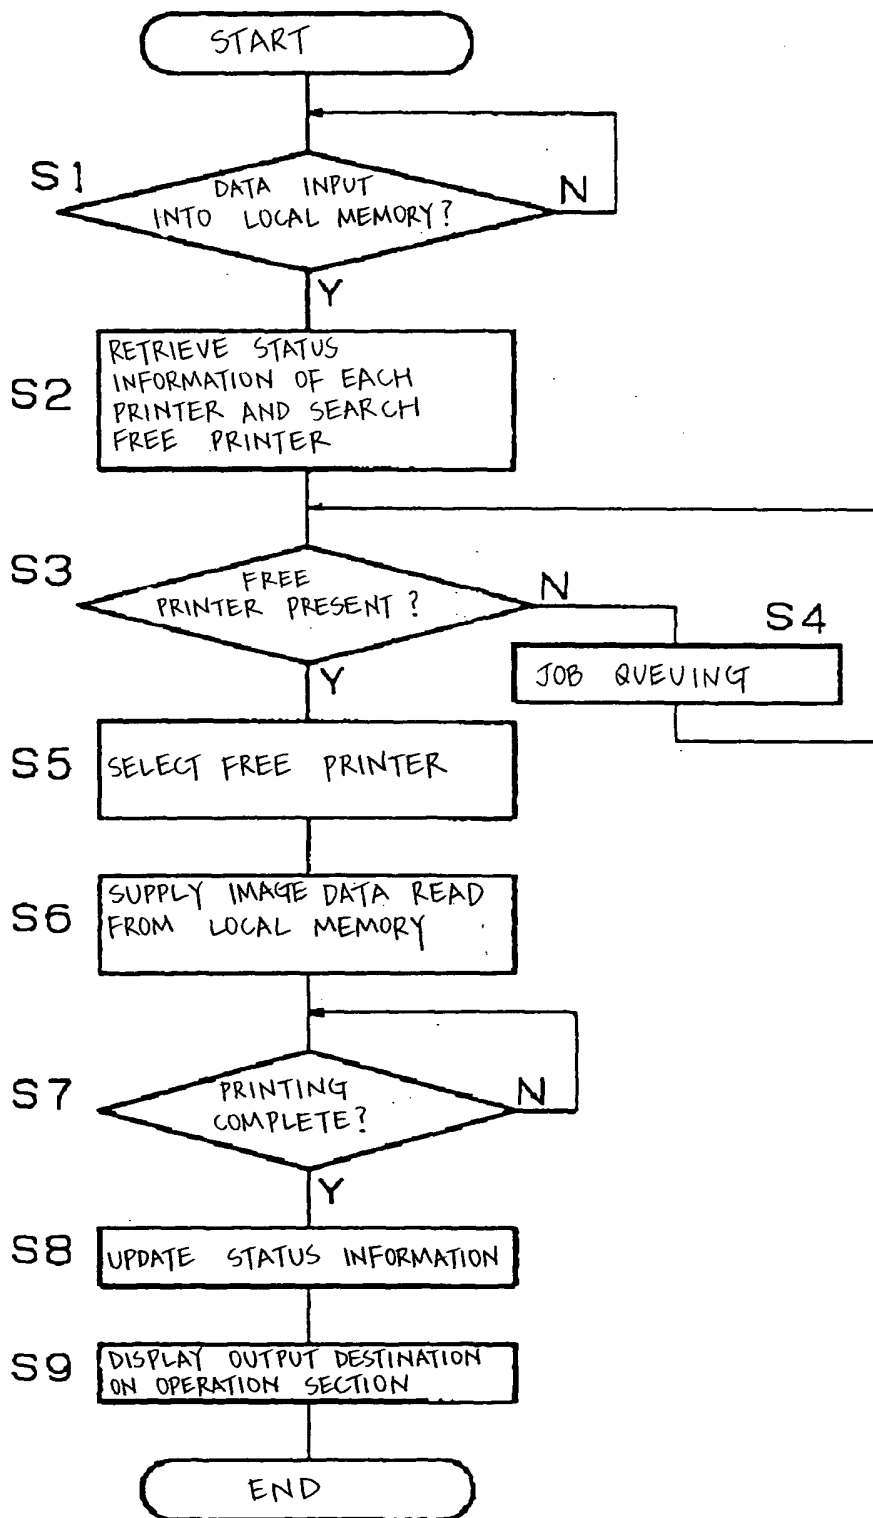 START
S1
DATA INPUT
INTO LOCAL MEMORY?
N
Y
S2
RETRIEVE STATUS
INFORMATION OF EACH
PRINTER AND SEARCH
FREE PRINTER
S3
FREE
PRINTER PRESENT?
N
S4
JOB QUEUING
Y
S5
SELECT FREE PRINTER
S6
SUPPLY IMAGE DATA READ
FROM LOCAL MEMORY
S7
PRINTING
COMPLETE?
N
Y
S8
UPDATE STATUS INFORMATION
S9
DISPLAY OUTPUT DESTINATION
ON OPERATION SECTION
END